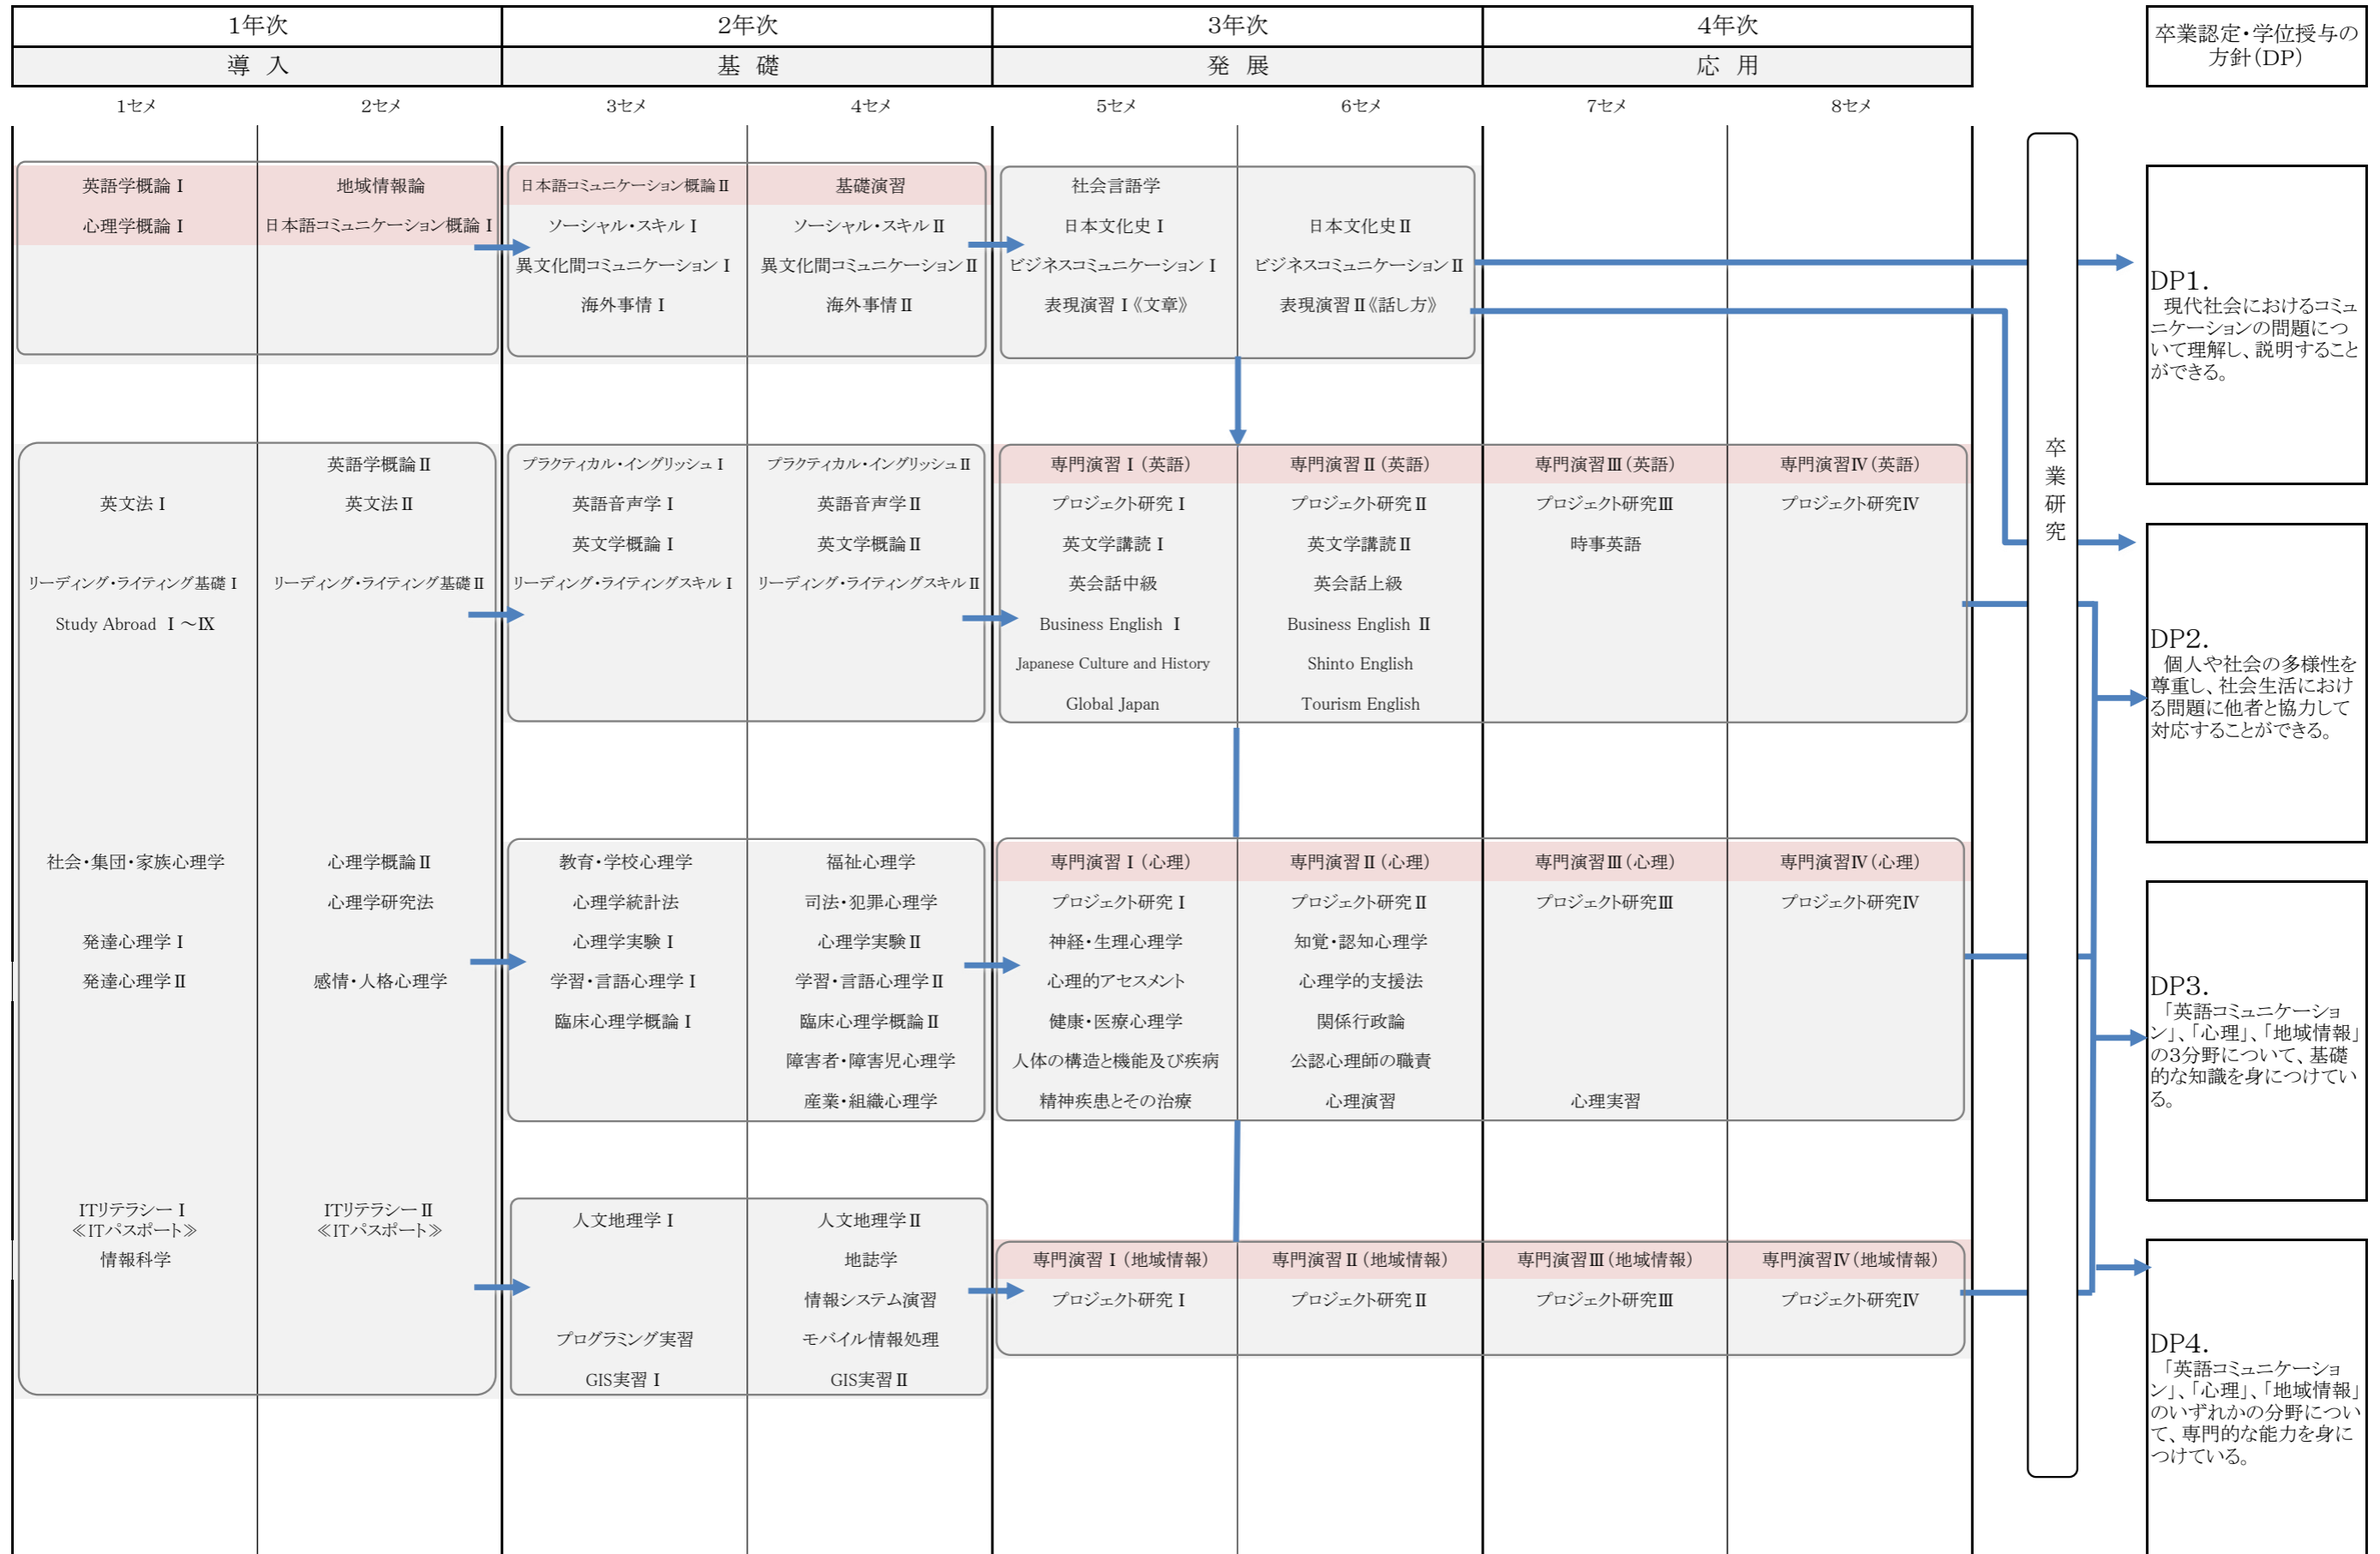 1年次 2年次 3年次 4年次
卒業認定・学位授与の
方針(DP)
導 入 基 礎 発 展 応 用
1セメ 2セメ 3セメ 4セメ 5セメ 6セメ 7セメ 8セメ
英語学概論Ⅰ 地域情報論 日本語コミュニケーション概論Ⅱ 基礎演習 社会言語学
心理学概論Ⅰ 日本語コミュニケーション概論Ⅰ ソーシャル・スキルⅠ ソーシャル・スキルⅡ 日本文化史Ⅰ 日本文化史Ⅱ
異文化間コミュニケーションⅠ 異文化間コミュニケーションⅡ ビジネスコミュニケーションⅠ ビジネスコミュニケーションⅡ
海外事情Ⅰ 海外事情Ⅱ 表現演習Ⅰ《文章》 表現演習Ⅱ《話し方》
英語学概論Ⅱ プラクティカル・イングリッシュⅠ プラクティカル・イングリッシュⅡ 専門演習Ⅰ(英語) 専門演習Ⅱ(英語) 専門演習Ⅲ(英語) 専門演習Ⅳ(英語)
英文法Ⅰ 英文法Ⅱ 英語音声学Ⅰ 英語音声学Ⅱ プロジェクト研究Ⅰ プロジェクト研究Ⅱ プロジェクト研究Ⅲ プロジェクト研究Ⅳ
英文学概論Ⅰ 英文学概論Ⅱ 英文学講読Ⅰ 英文学講読Ⅱ 時事英語
リーディング・ライティング基礎Ⅰ リーディング・ライティング基礎Ⅱ リーディング・ライティングスキルⅠ リーディング・ライティングスキルⅡ 英会話中級 英会話上級
Study Abroad Ⅰ～Ⅸ Business English Ⅰ Business English Ⅱ
Japanese Culture and History Shinto English
Global Japan Tourism English
社会・集団・家族心理学 心理学概論Ⅱ 教育・学校心理学 福祉心理学 専門演習Ⅰ(心理) 専門演習Ⅱ(心理) 専門演習Ⅲ(心理) 専門演習Ⅳ(心理)
心理学研究法 心理学統計法 司法・犯罪心理学 プロジェクト研究Ⅰ プロジェクト研究Ⅱ プロジェクト研究Ⅲ プロジェクト研究Ⅳ
発達心理学Ⅰ 心理学実験Ⅰ 心理学実験Ⅱ 神経・生理心理学 知覚・認知心理学
発達心理学Ⅱ 感情・人格心理学 学習・言語心理学Ⅰ 学習・言語心理学Ⅱ 心理的アセスメント 心理学的支援法
臨床心理学概論Ⅰ 臨床心理学概論Ⅱ 健康・医療心理学 関係行政論
障害者・障害児心理学 人体の構造と機能及び疾病 公認心理師の職責
産業・組織心理学 精神疾患とその治療 心理演習 心理実習
ITリテラシーⅠ ITリテラシーⅡ 人文地理学Ⅰ 人文地理学Ⅱ
≪ITパスポート≫ ≪ITパスポート≫
情報科学 地誌学 専門演習Ⅰ(地域情報) 専門演習Ⅱ(地域情報) 専門演習Ⅲ(地域情報) 専門演習Ⅳ(地域情報)
情報システム演習 プロジェクト研究Ⅰ プロジェクト研究Ⅱ プロジェクト研究Ⅲ プロジェクト研究Ⅳ
プログラミング実習 モバイル情報処理
GIS実習Ⅰ GIS実習Ⅱ
卒業研究
DP1.
現代社会におけるコミュ
ニケーションの問題につ
いて理解し、説明すること
ができる。
DP2.
個人や社会の多様性を
尊重し、社会生活におけ
る問題に他者と協力して
対応することができる。
DP3.
「英語コミュニケーショ
ン」、「心理」、「地域情報」
の3分野について、基礎
的な知識を身につけてい
る。
DP4.
「英語コミュニケーショ
ン」、「心理」、「地域情報」
のいずれかの分野につい
て、専門的な能力を身に
つけている。